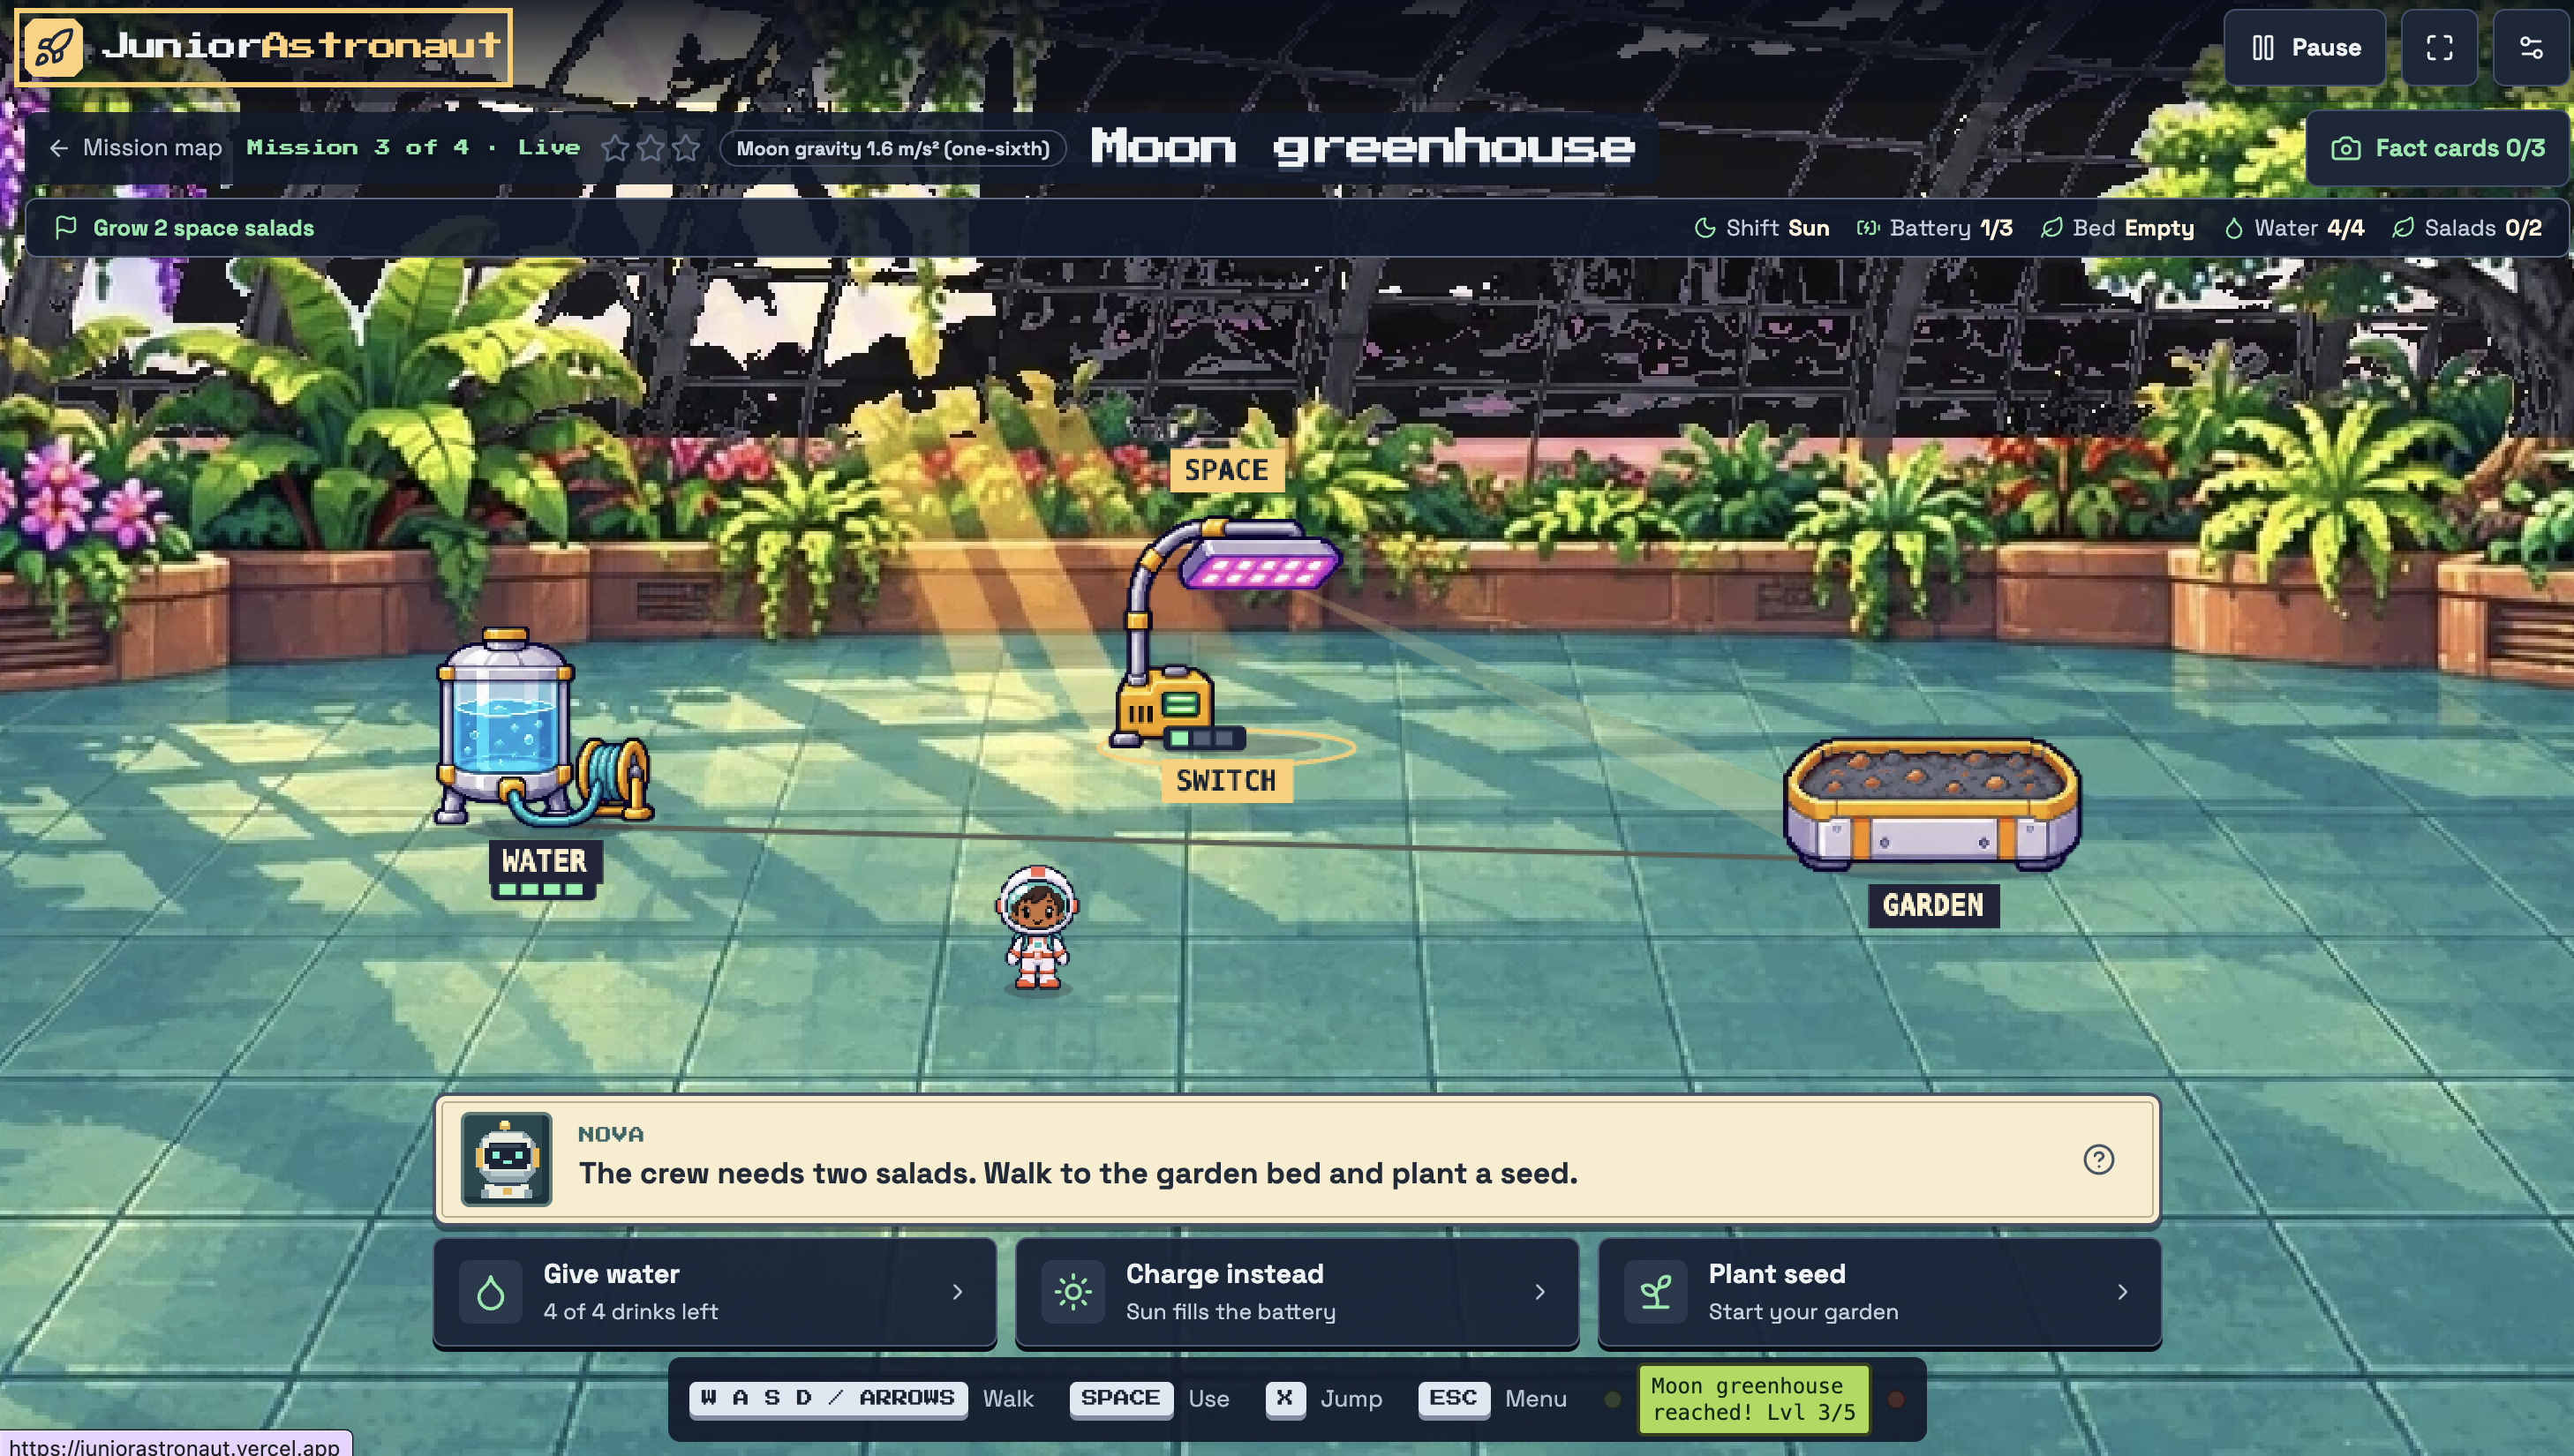 JuniorAstronaut
Pause
Mission map
Mission 3 of 4 · Live
Moon gravity 1.6 m/s² (one-sixth)
Moon greenhouse
Fact cards 0/3
Grow 2 space salads
Shift Sun
Battery 1/3
Bed Empty
Water 4/4
Salads 0/2
SPACE
SWITCH
WATER
GARDEN
NOVA
The crew needs two salads. Walk to the garden bed and plant a seed.
Give water
4 of 4 drinks left
Charge instead
Sun fills the battery
Plant seed
Start your garden
W A S D / ARROWS Walk
SPACE Use
X Jump
ESC Menu
Moon greenhouse
reached! Lvl 3/5
https://juniorastronaut.vercel.app